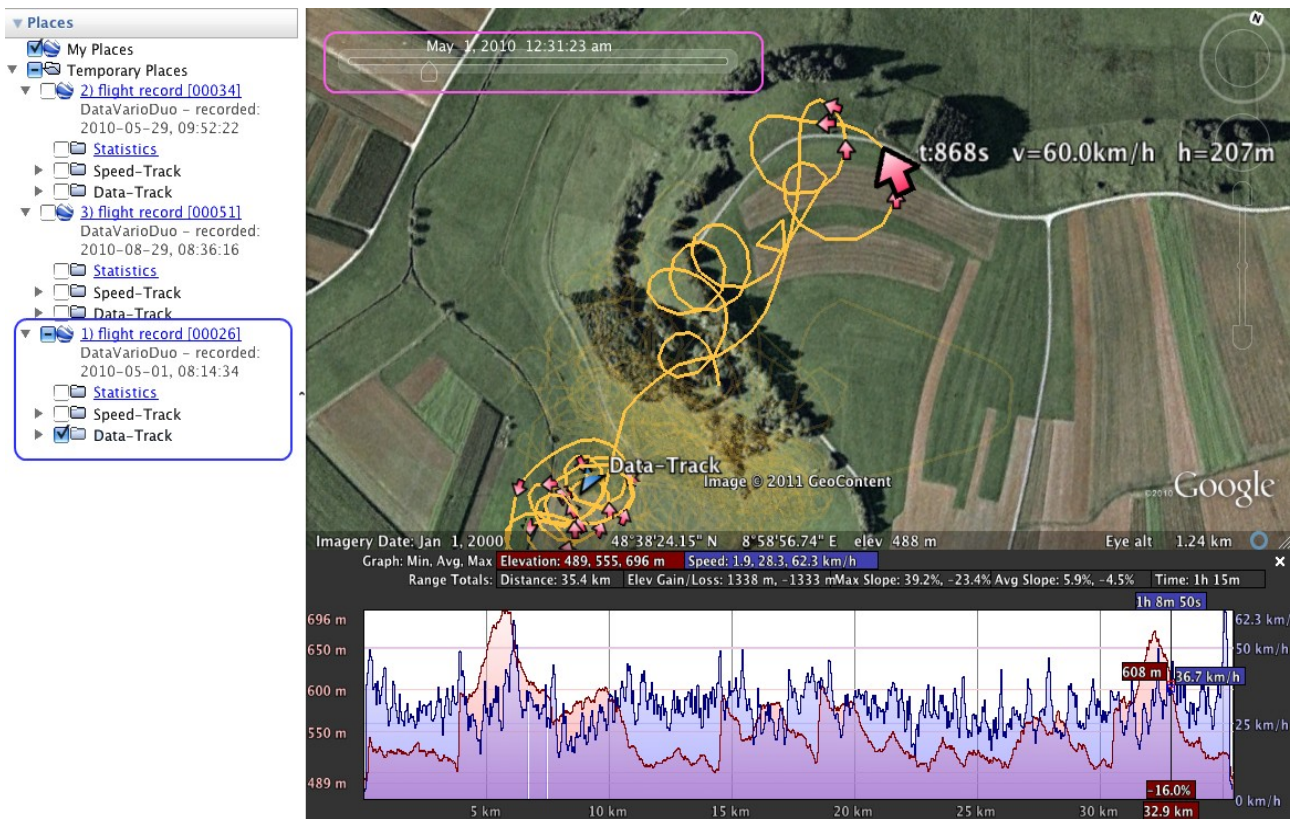 Places
My Places
Temporary Places
2) flight record [00034]
DataVarioDuo – recorded:
2010-05-29, 09:52:22
Statistics
Speed-Track
Data-Track
3) flight record [00051]
DataVarioDuo – recorded:
2010-08-29, 08:36:16
Statistics
Speed-Track
Data-Track
1) flight record [00026]
DataVarioDuo – recorded:
2010-05-01, 08:14:34
Statistics
Speed-Track
Data-Track
May 1, 2010 12:31:23 am
N
t:868s v=60.0km/h h=207m
Data-Track
Image © 2011 GeoContent
©2010 Google
Imagery Date: Jan 1, 2000 48°38'24.15" N 8°58'56.74" E elev 488 m Eye alt 1.24 km
Graph: Min, Avg, Max Elevation: 489, 555, 696 m Speed: 1.9, 28.3, 62.3 km/h
Range Totals: Distance: 35.4 km Elev Gain/Loss: 1338 m, -1333 m Max Slope: 39.2%, -23.4% Avg Slope: 5.9%, -4.5% Time: 1h 15m
1h 8m 50s
696 m 62.3 km/h
650 m 50 km/h
608 m 36.7 km/h
600 m
550 m 25 km/h
489 m
-16.0% 0 km/h
5 km 10 km 15 km 20 km 25 km 30 km 32.9 km